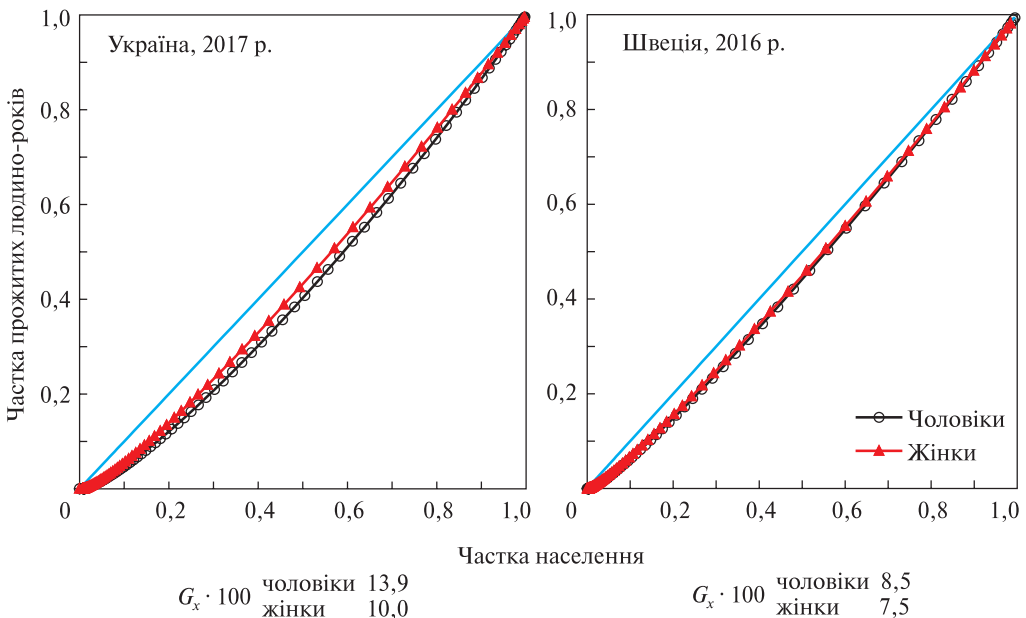 Україна, 2017 р.
Швеція, 2016 р.
Частка прожитих людино-років
1,0
0,8
0,6
0,4
0,2
0
0,2
0,4
0,6
0,8
1,0
1,0
0,8
0,6
0,4
0,2
0
0,2
0,4
0,6
0,8
1,0
Чоловіки
Жінки
Частка населення
Gₓ · 100 чоловіки 13,9
жінки 10,0
Gₓ · 100 чоловіки 8,5
жінки 7,5